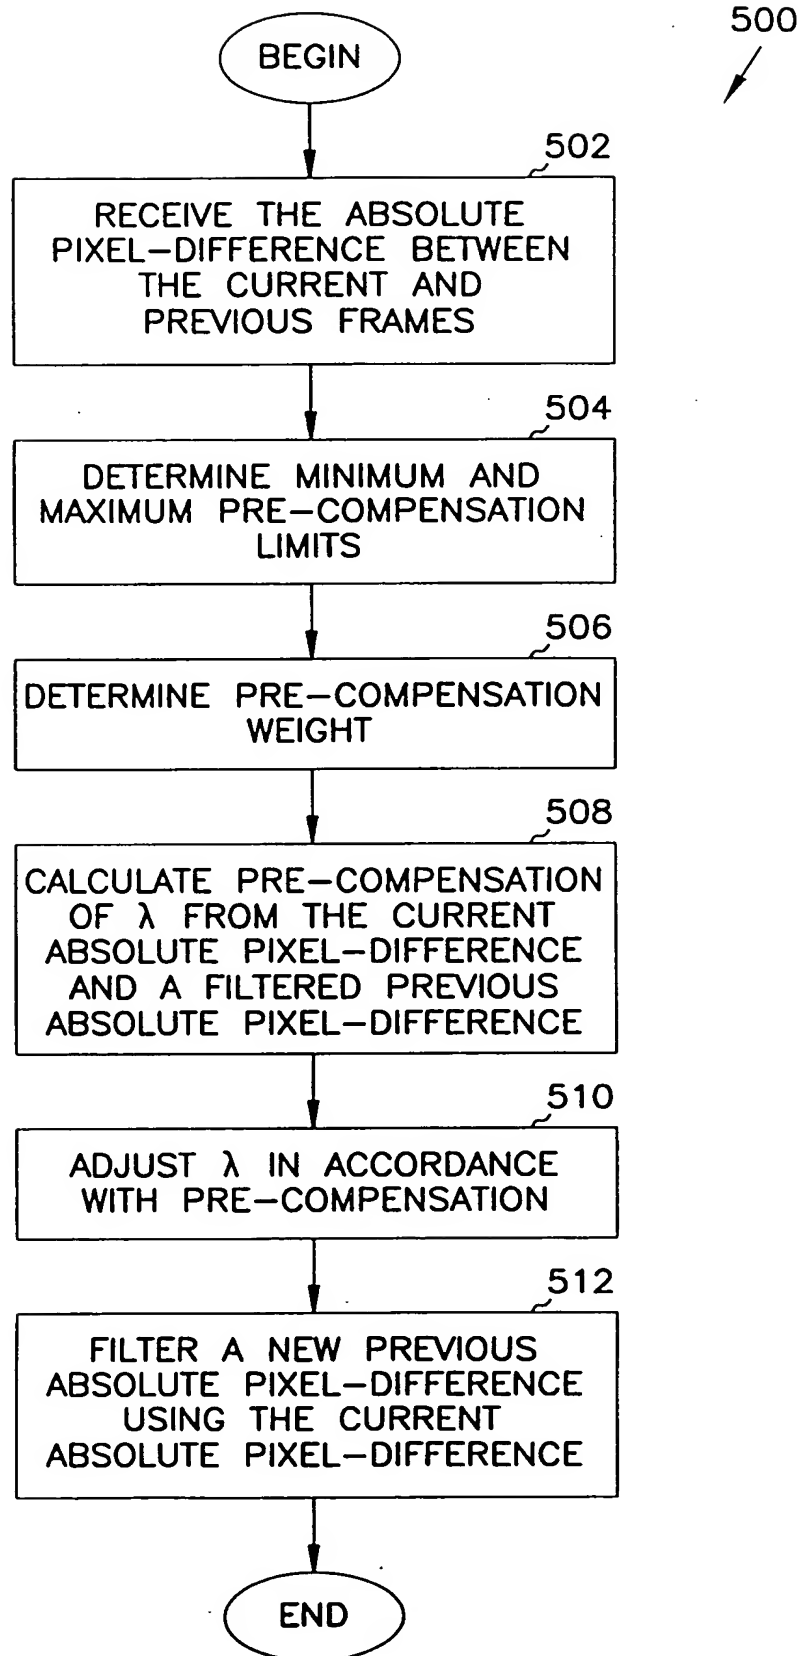 500
BEGIN
502
RECEIVE THE ABSOLUTE
PIXEL-DIFFERENCE BETWEEN
THE CURRENT AND
PREVIOUS FRAMES
504
DETERMINE MINIMUM AND
MAXIMUM PRE-COMPENSATION
LIMITS
506
DETERMINE PRE-COMPENSATION
WEIGHT
508
CALCULATE PRE-COMPENSATION
OF λ FROM THE CURRENT
ABSOLUTE PIXEL-DIFFERENCE
AND A FILTERED PREVIOUS
ABSOLUTE PIXEL-DIFFERENCE
510
ADJUST λ IN ACCORDANCE
WITH PRE-COMPENSATION
512
FILTER A NEW PREVIOUS
ABSOLUTE PIXEL-DIFFERENCE
USING THE CURRENT
ABSOLUTE PIXEL-DIFFERENCE
END